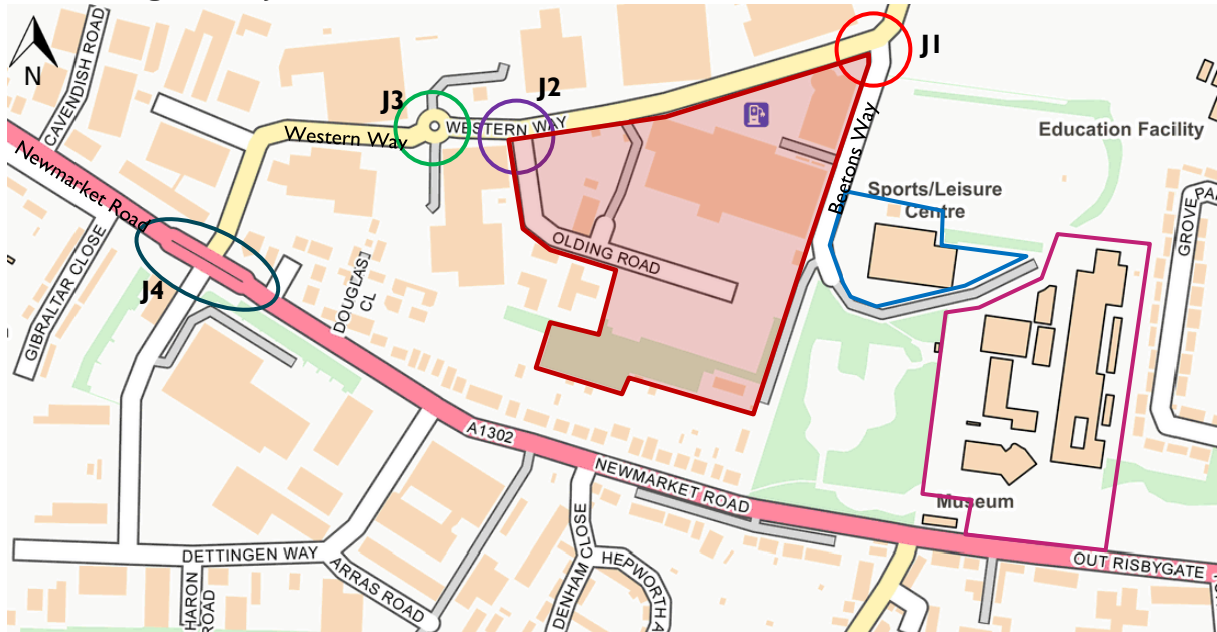 N
CAVENDISH ROAD
J3
J2
J1
Western Way
WESTERN WAY
Newmarket Road
Beetons Way
Education Facility
Sports/Leisure
Centre
GROVE
OLDING ROAD
J4
GIBRALTAR CLOSE
DOUGLAS
CL
A1302
NEWMARKET ROAD
Museum
DETTINGEN WAY
ARRAS ROAD
DENHAM CLOSE
HEPWORTH A
HARON
ROAD
OUT RISBYGATE